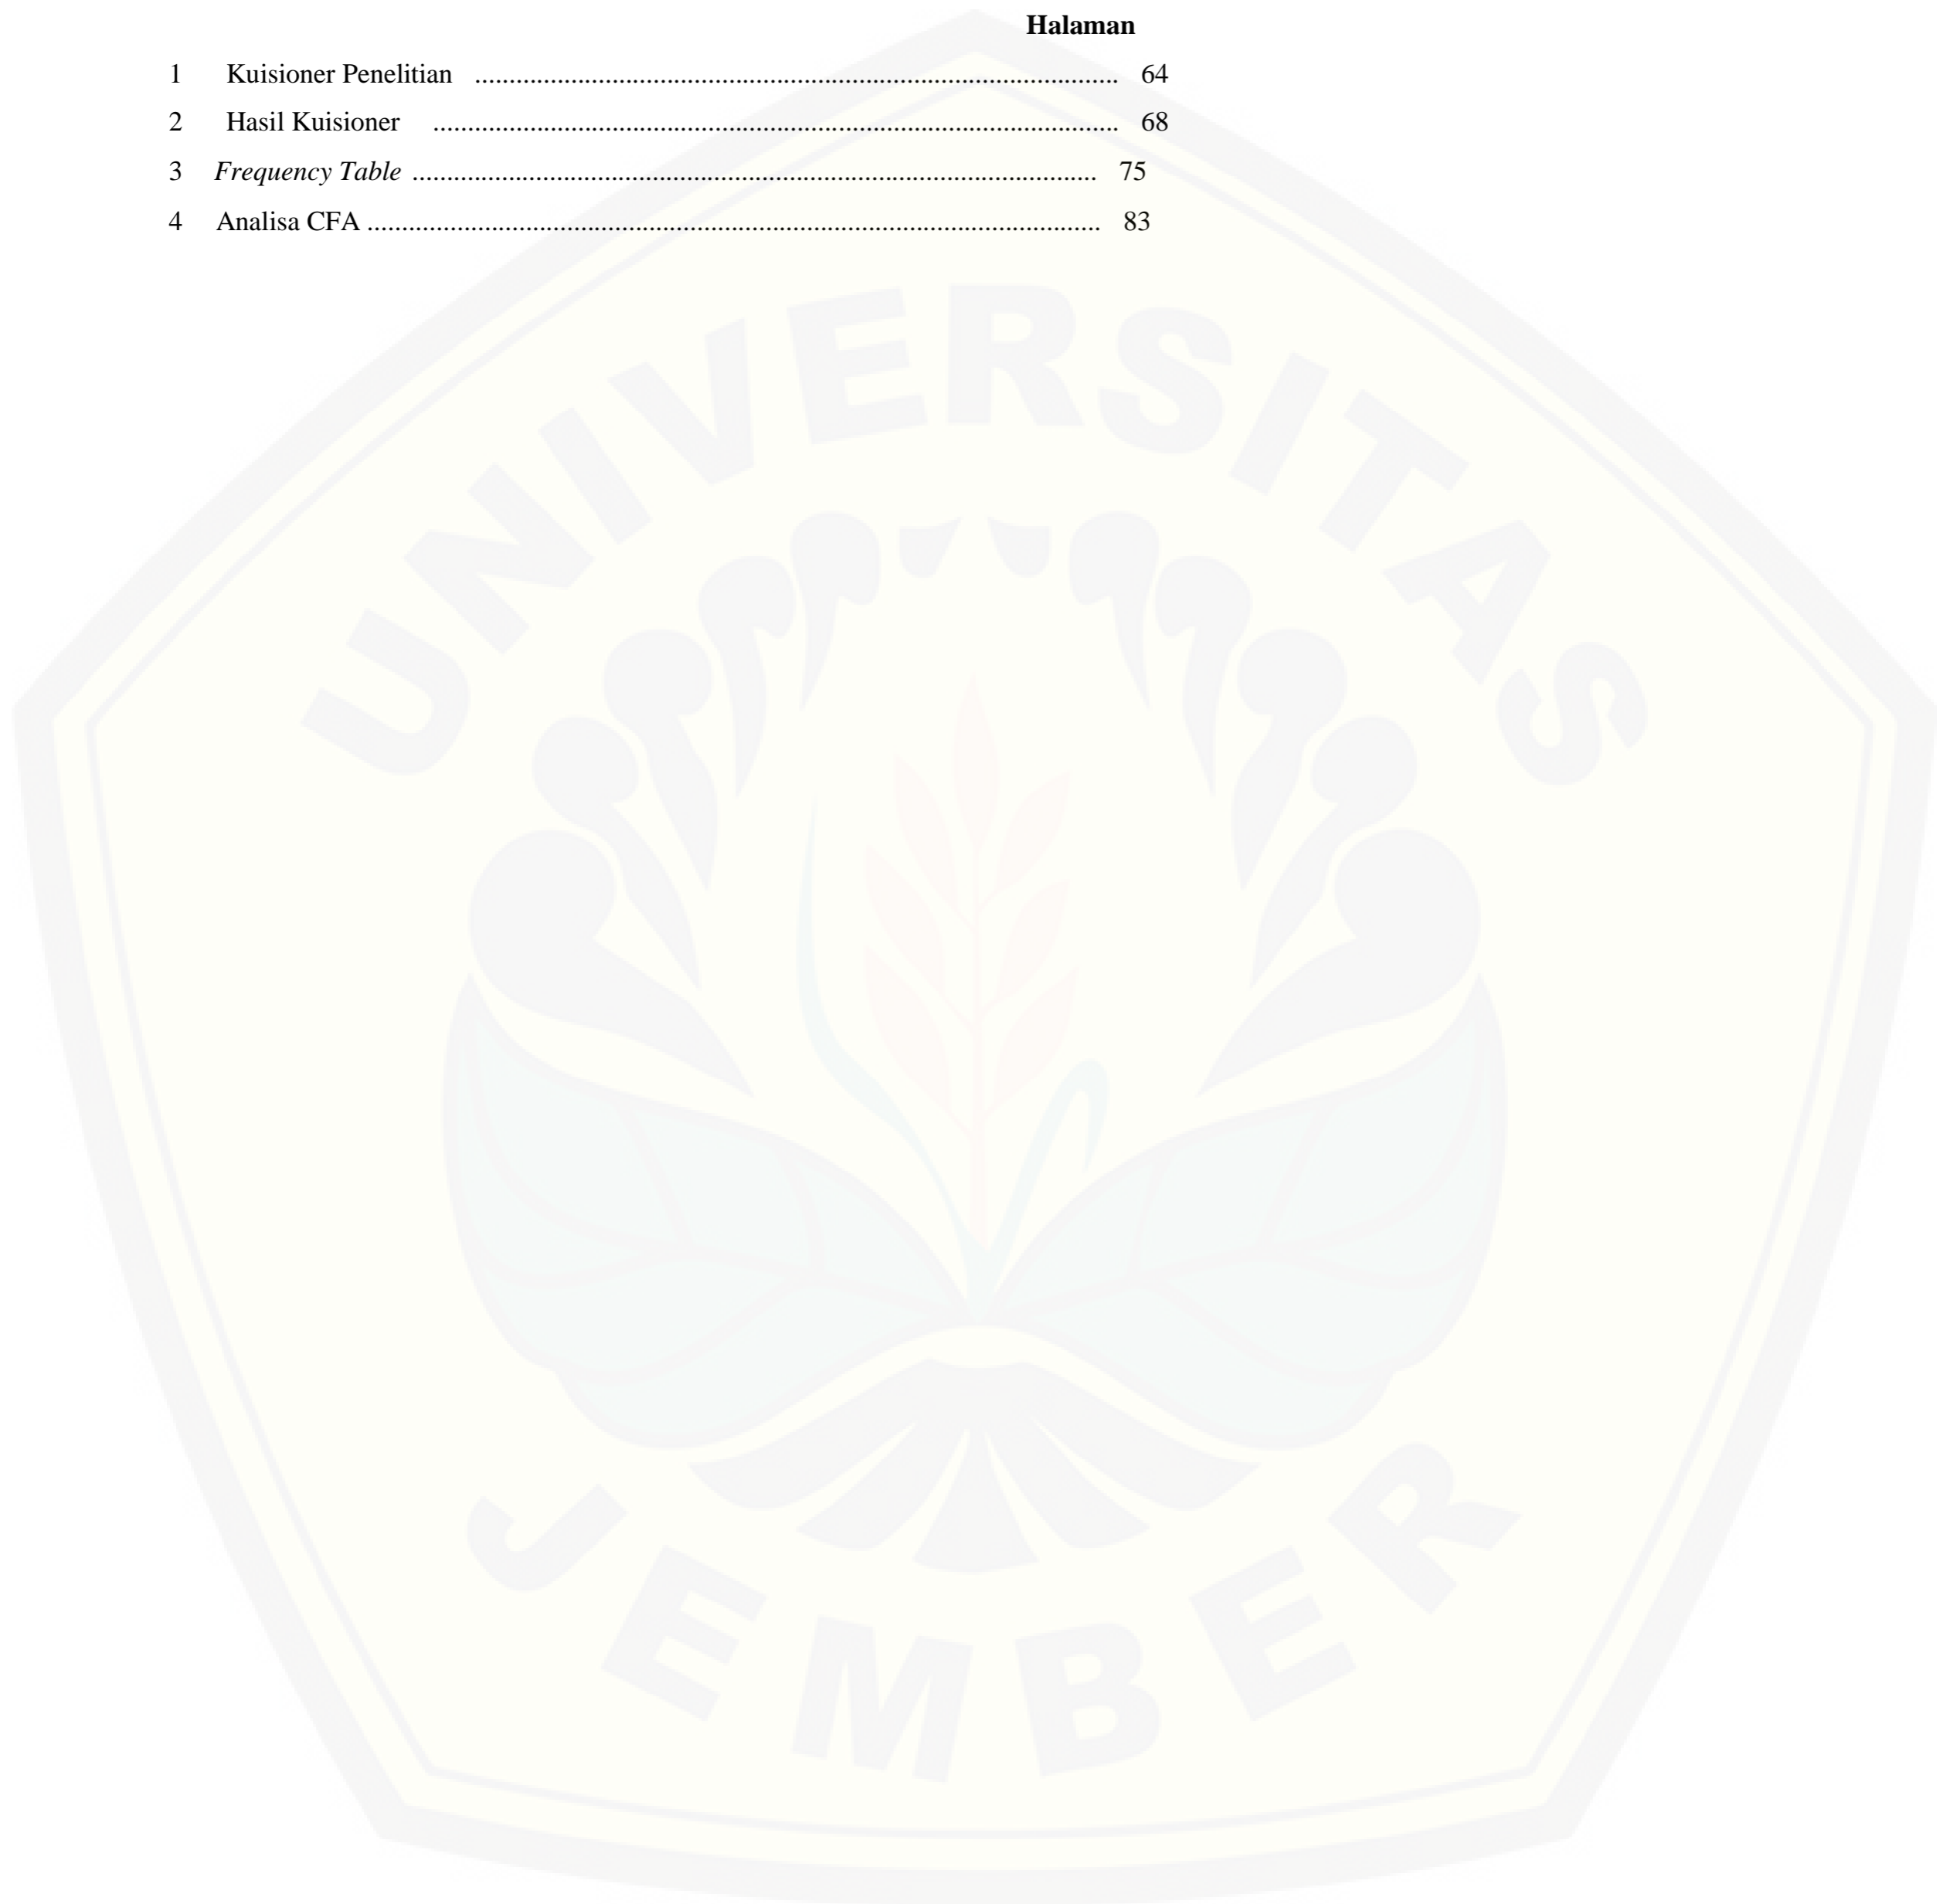 Halaman
1 Kuisioner Penelitian ............................................................................................. 64
2 Hasil Kuisioner ................................................................................................... 68
3 Frequency Table ................................................................................................... 75
4 Analisa CFA .......................................................................................................... 83
UNIVERSITAS
JEMBER